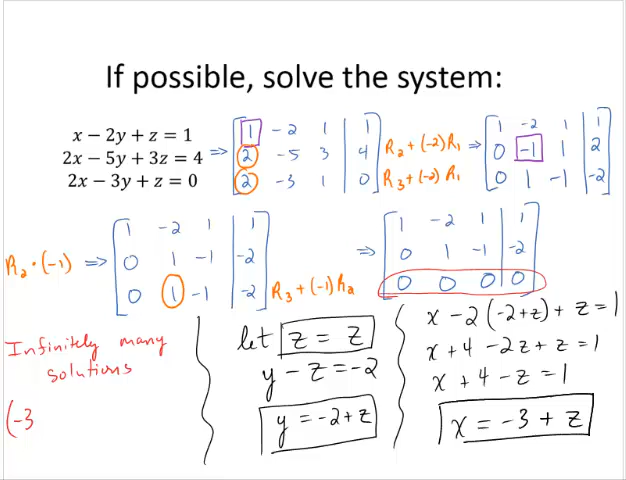 If possible, solve the system:
x − 2y + z = 1
2x − 5y + 3z = 4
2x − 3y + z = 0
⇒ [ 1 -2 1 | 1 ]
[ 2 -5 3 | 4 ] R2 + (-2) R1
[ 2 -3 1 | 0 ] R3 + (-2) R1
⇒ [ 1 -2 1 | 1 ]
[ 0 -1 1 | 2 ]
[ 0 1 -1 | -2 ]
R2 · (-1) ⇒ [ 1 -2 1 | 1 ]
[ 0 1 -1 | -2 ]
[ 0 1 -1 | -2 ] R3 + (-1) R2
⇒ [ 1 -2 1 | 1 ]
[ 0 1 -1 | -2 ]
[ 0 0 0 | 0 ]
Infinitely many
solutions
(-3
let z = z
y - z = -2
y = -2 + z
x - 2(-2+z) + z = 1
x + 4 - 2z + z = 1
x + 4 - z = 1
x = -3 + z